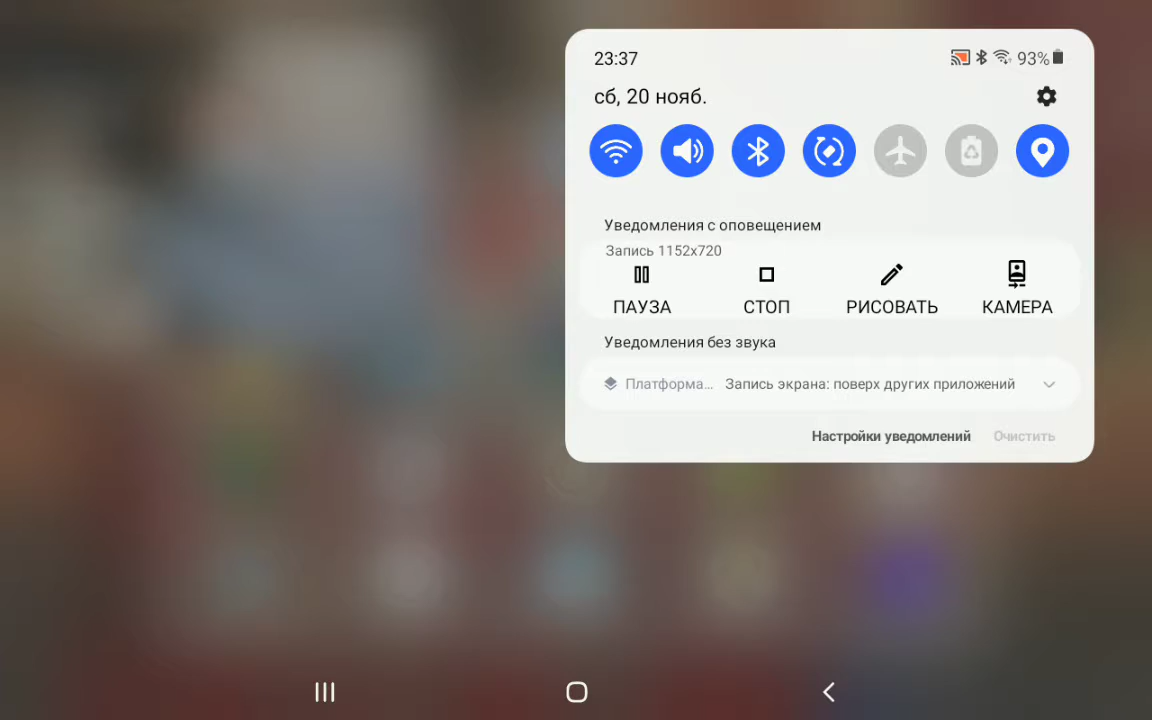 23:37 93%
сб, 20 нояб.
Уведомления с оповещением
Запись 1152x720
ПАУЗА СТОП РИСОВАТЬ КАМЕРА
Уведомления без звука
Платформа... Запись экрана: поверх других приложений
Настройки уведомлений Очистить